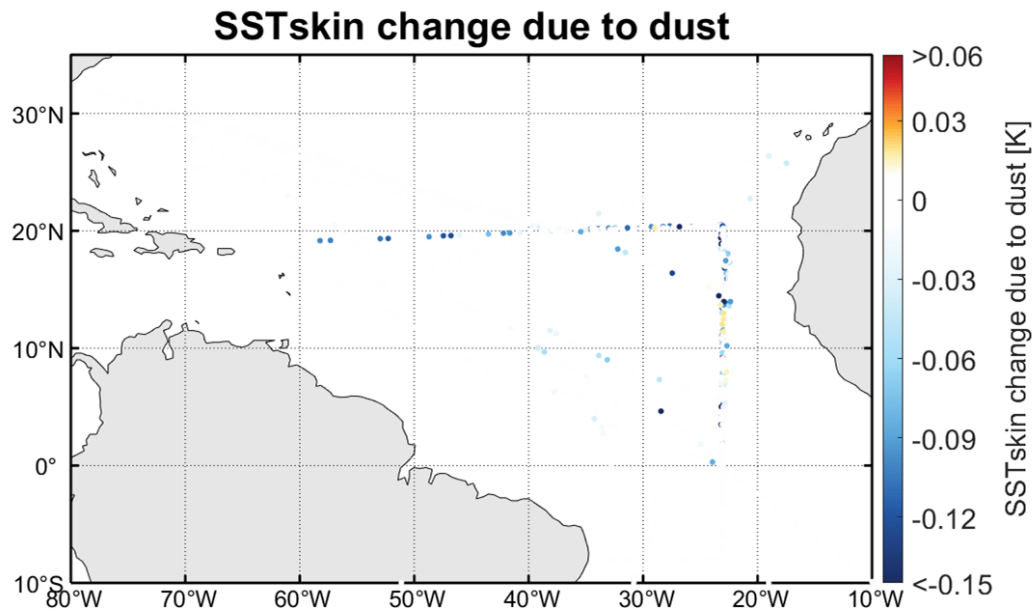 SSTskin change due to dust
30°N
20°N
10°N
0°
10°S
80°W
70°W
60°W
50°W
40°W
30°W
20°W
10°W
>0.06
0.03
0
-0.03
-0.06
-0.09
-0.12
<-0.15
SSTskin change due to dust [K]